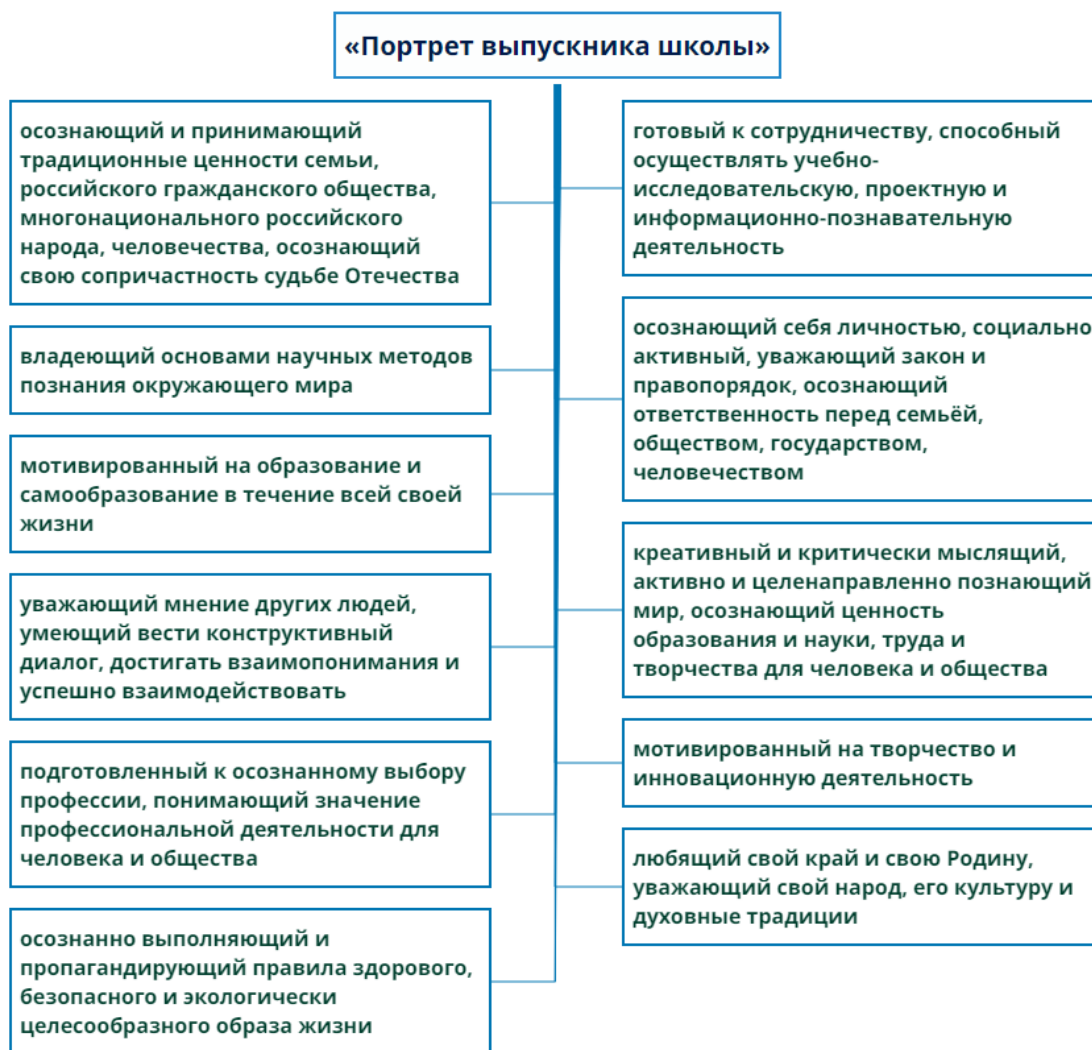 «Портрет выпускника школы»
осознающий и принимающий
традиционные ценности семьи,
российского гражданского общества,
многонационального российского
народа, человечества, осознающий
свою сопричастность судьбе Отечества
владеющий основами научных методов
познания окружающего мира
мотивированный на образование и
самообразование в течение всей своей
жизни
уважающий мнение других людей,
умеющий вести конструктивный
диалог, достигать взаимопонимания и
успешно взаимодействовать
подготовленный к осознанному выбору
профессии, понимающий значение
профессиональной деятельности для
человека и общества
осознанно выполняющий и
пропагандирующий правила здорового,
безопасного и экологически
целесообразного образа жизни
готовый к сотрудничеству, способный
осуществлять учебно-
исследовательскую, проектную и
информационно-познавательную
деятельность
осознающий себя личностью, социально
активный, уважающий закон и
правопорядок, осознающий
ответственность перед семьёй,
обществом, государством,
человечеством
креативный и критически мыслящий,
активно и целенаправленно познающий
мир, осознающий ценность
образования и науки, труда и
творчества для человека и общества
мотивированный на творчество и
инновационную деятельность
любящий свой край и свою Родину,
уважающий свой народ, его культуру и
духовные традиции